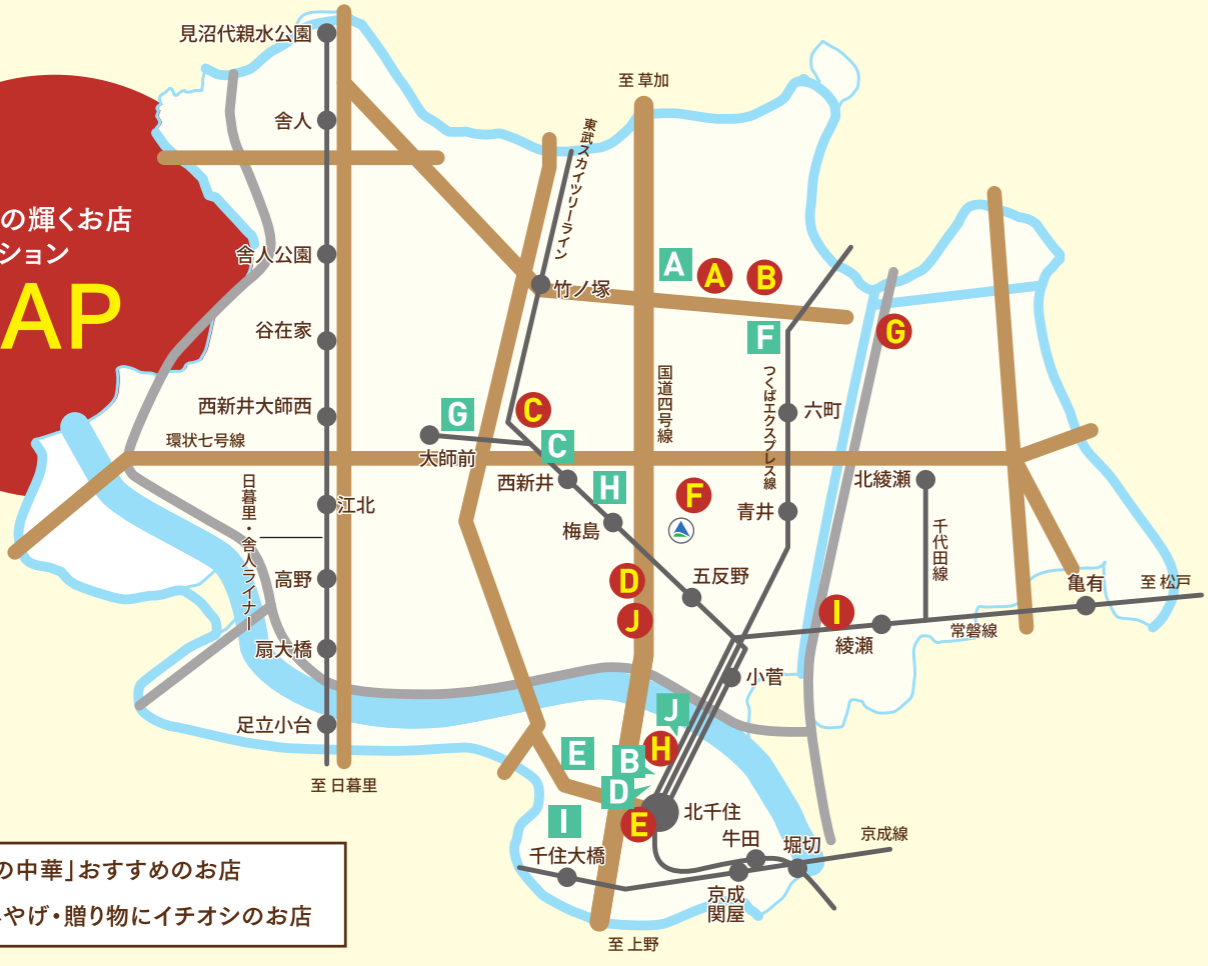 の輝くお店
ション
AP
見沼代親水公園
舎人
舎人公園
谷在家
西新井大師西
環状七号線
日暮里・舎人ライナー
江北
高野
扇大橋
足立小台
至 日暮里
至 草加
東武スカイツリーライン
竹ノ塚
A
A
B
F
G
国道四号線
つくばエクスプレス線
六町
G
C
C
大師前
西新井
H
F
梅島
青井
北綾瀬
千代田線
D
J
五反野
I
綾瀬
常磐線
亀有
至 松戸
小菅
J
H
E
B
D
E
I
北千住
千住大橋
牛田
堀切
京成線
京成
関屋
至 上野
の中華」おすすめのお店
やげ・贈り物にイチオシのお店